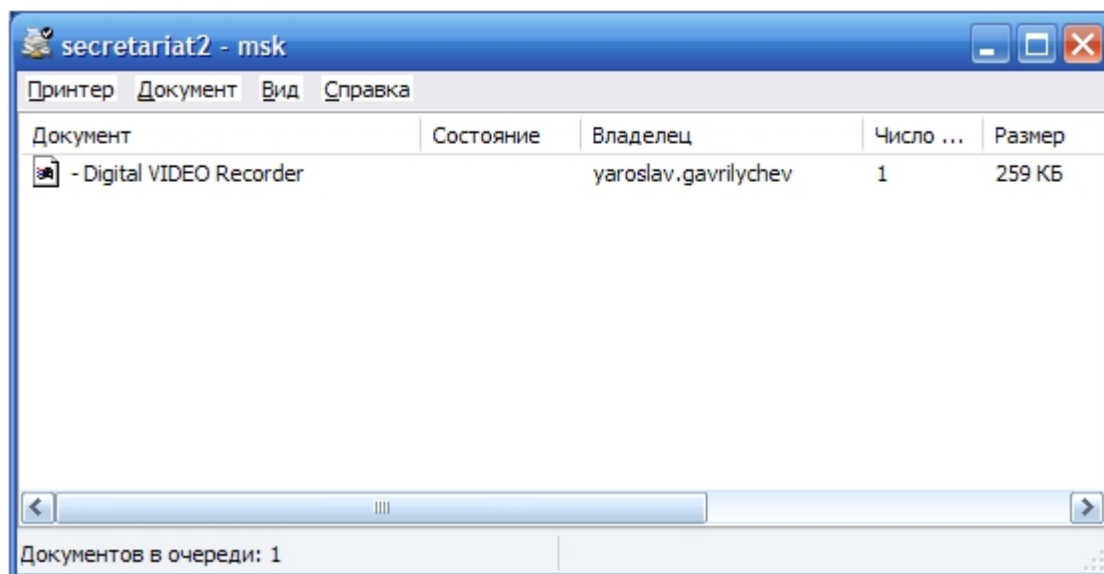 secretariat2 - msk
Принтер Документ Вид Справка
Документ Состояние Владелец Число ... Размер
- Digital VIDEO Recorder yaroslav.gavrilychev 1 259 КБ
Документов в очереди: 1